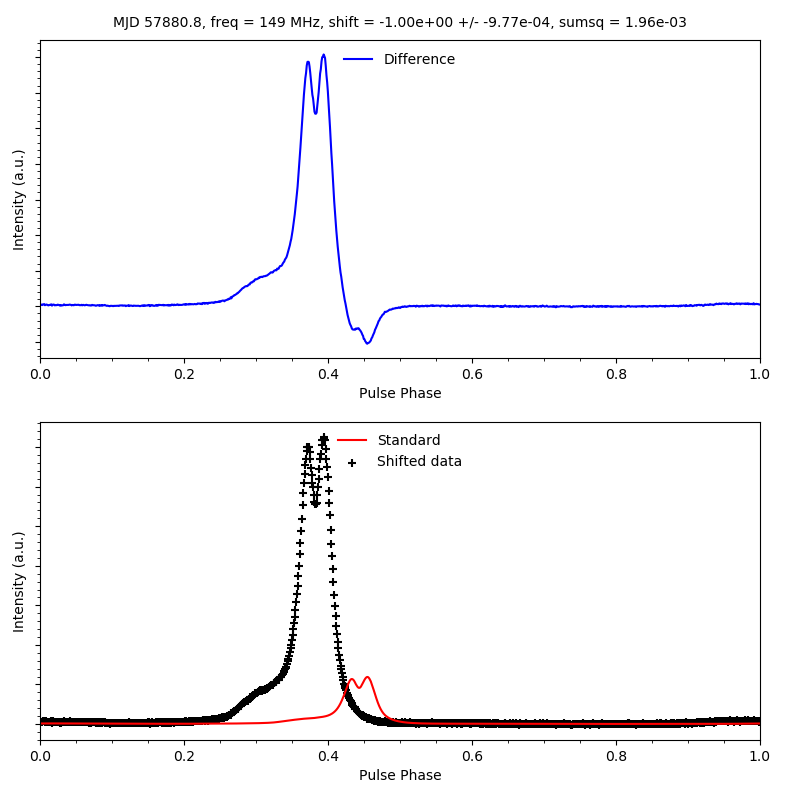 MJD 57880.8, freq = 149 MHz, shift = -1.00e+00 +/- -9.77e-04, sumsq = 1.96e-03
Difference
Intensity (a.u.)
0.0 0.2 0.4 0.6 0.8 1.0
Pulse Phase
Standard
Shifted data
Intensity (a.u.)
0.0 0.2 0.4 0.6 0.8 1.0
Pulse Phase